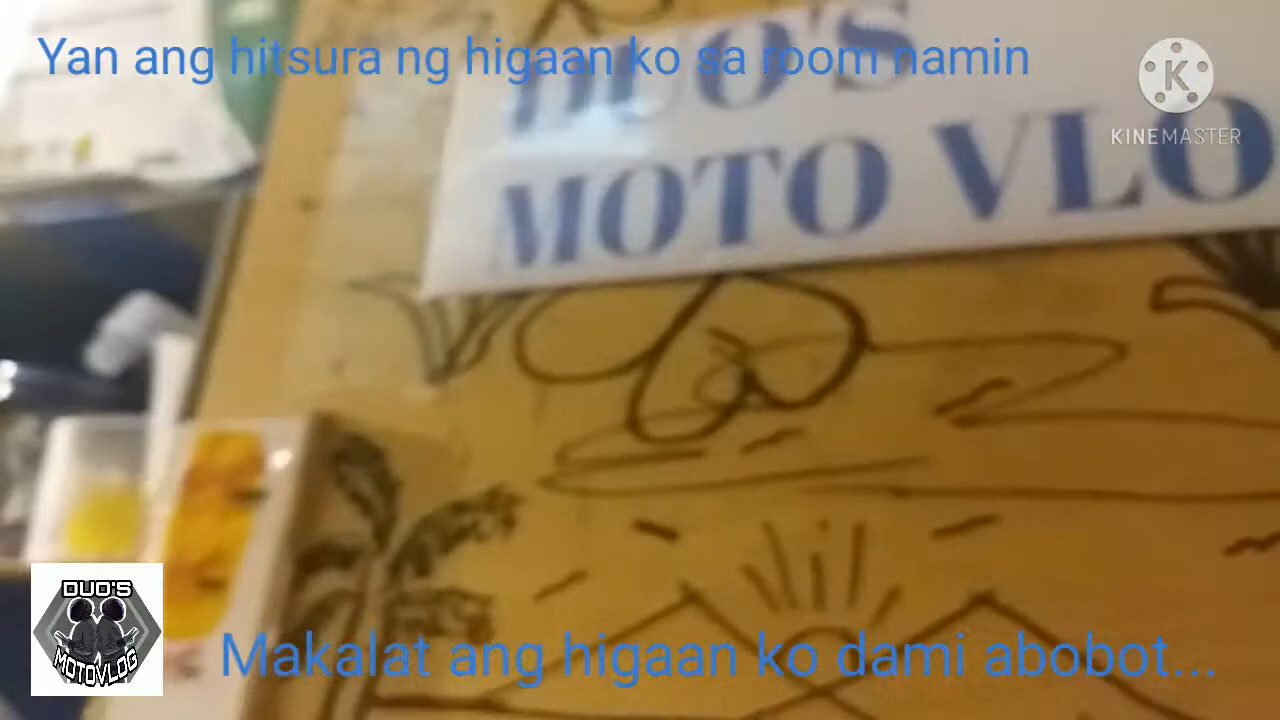 Yan ang hitsura ng higaan ko sa room namin
KINEMASTER
DUO'S
MOTO VLO
DUO'S
MOTOVLOG
Makalat ang higaan ko dami abobot...